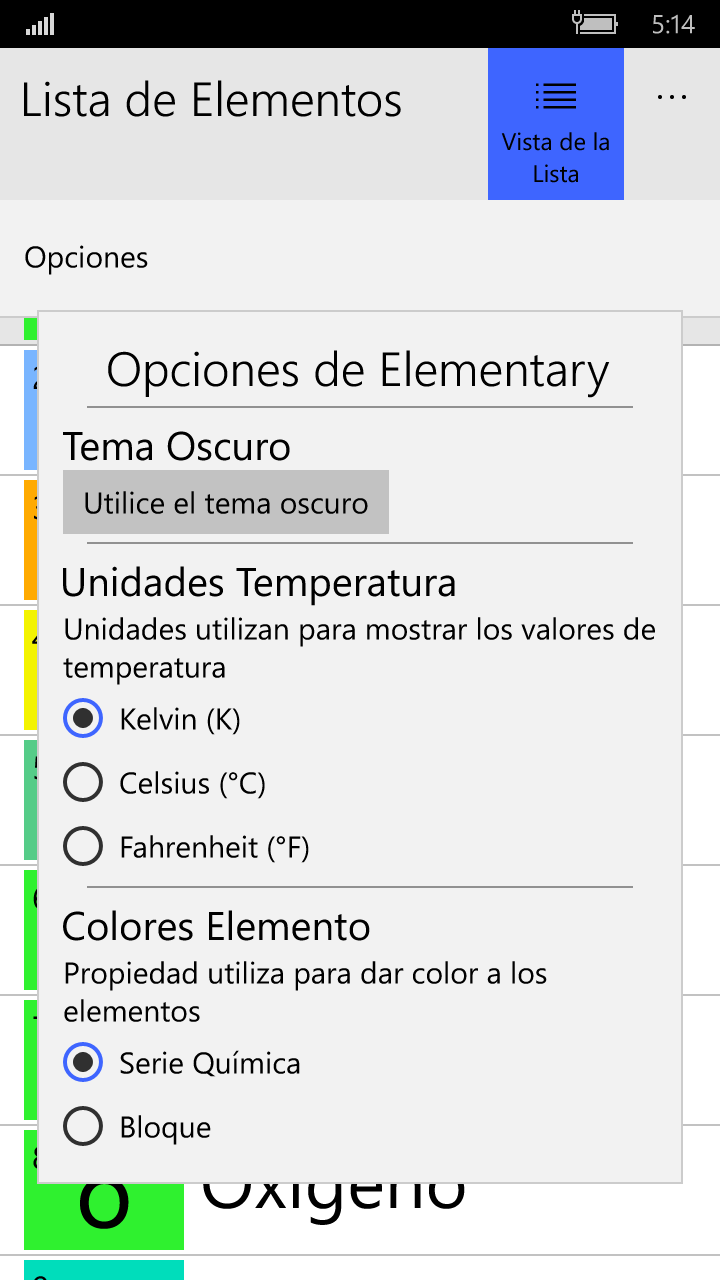 5:14
Lista de Elementos
Vista de la
Lista
Opciones
Opciones de Elementary
Tema Oscuro
Utilice el tema oscuro
Unidades Temperatura
Unidades utilizan para mostrar los valores de
temperatura
Kelvin (K)
Celsius (°C)
Fahrenheit (°F)
Colores Elemento
Propiedad utiliza para dar color a los
elementos
Serie Química
Bloque
Oxígeno